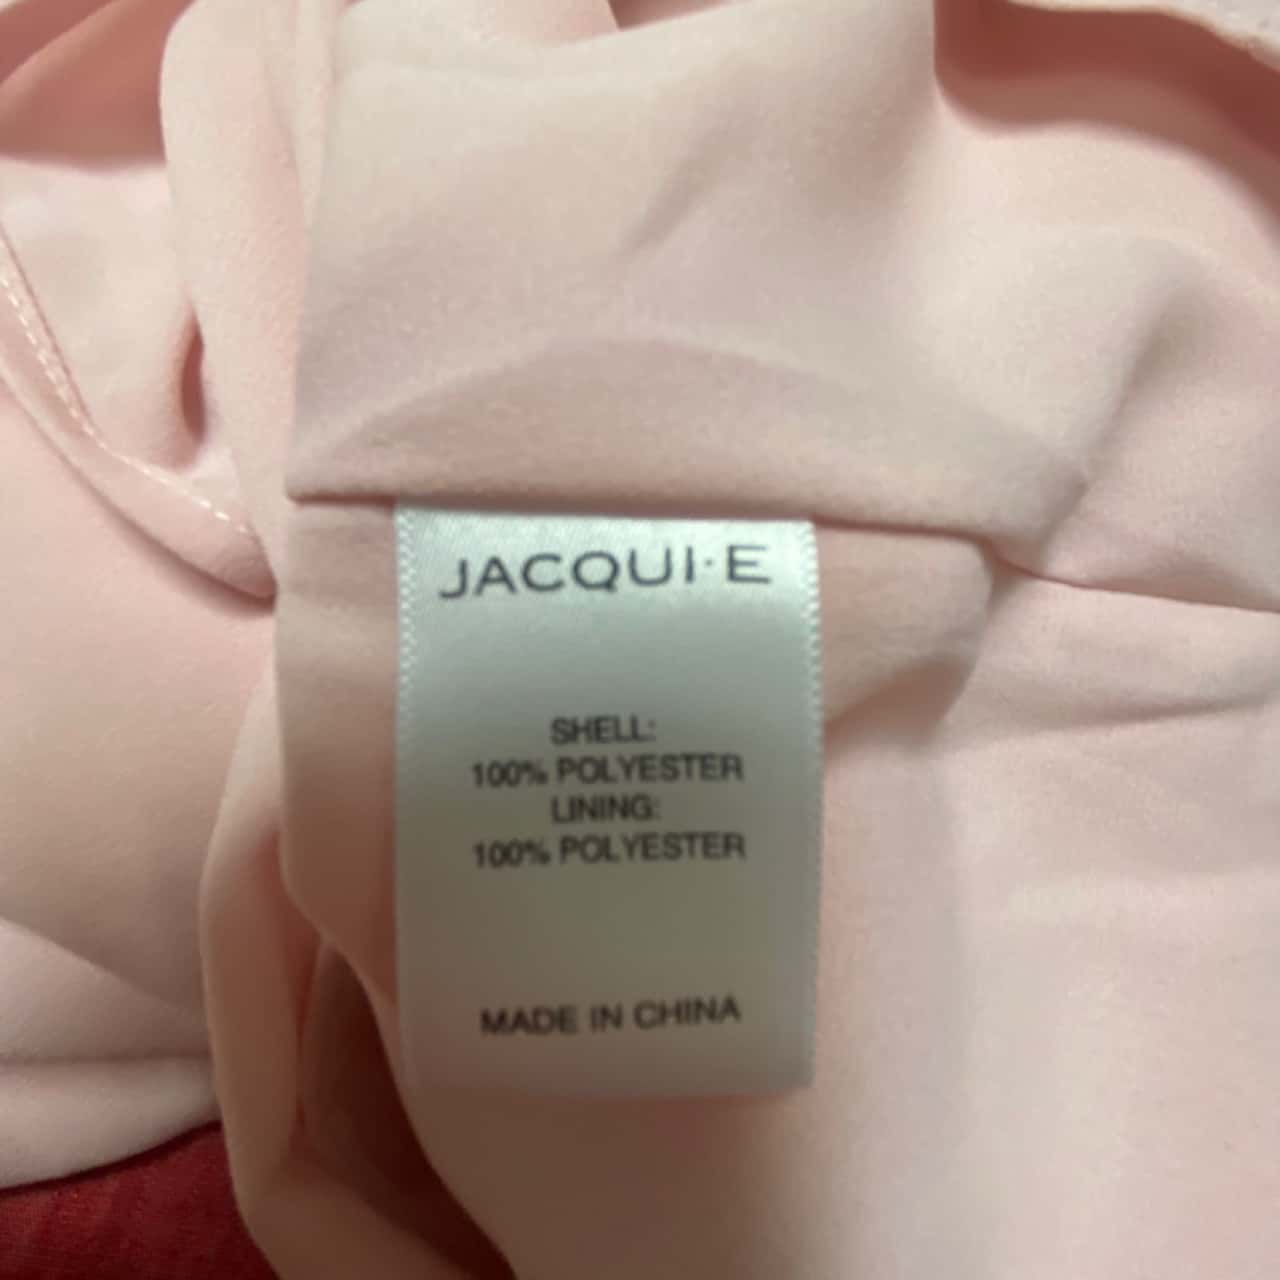 JACQUI·E
SHELL:
100% POLYESTER
LINING:
100% POLYESTER
MADE IN CHINA